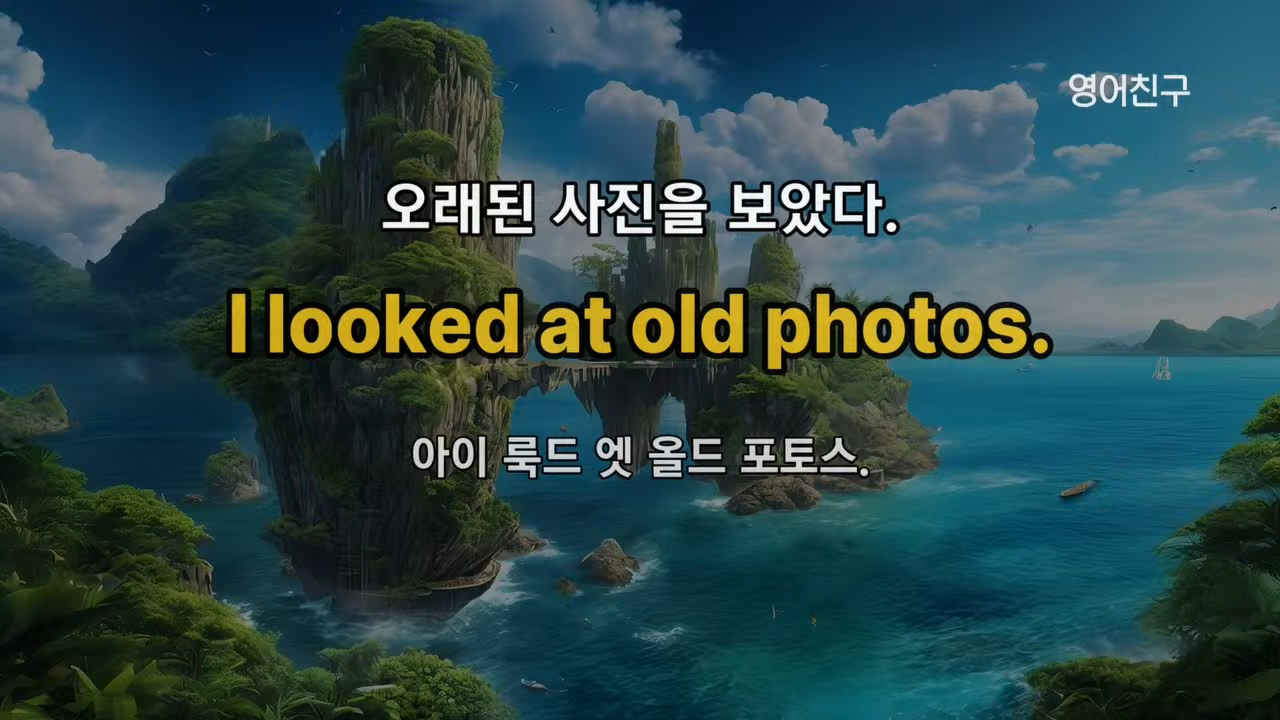 영어친구
오래된 사진을 보았다.
I looked at old photos.
아이 룩드 엣 올드 포토스.